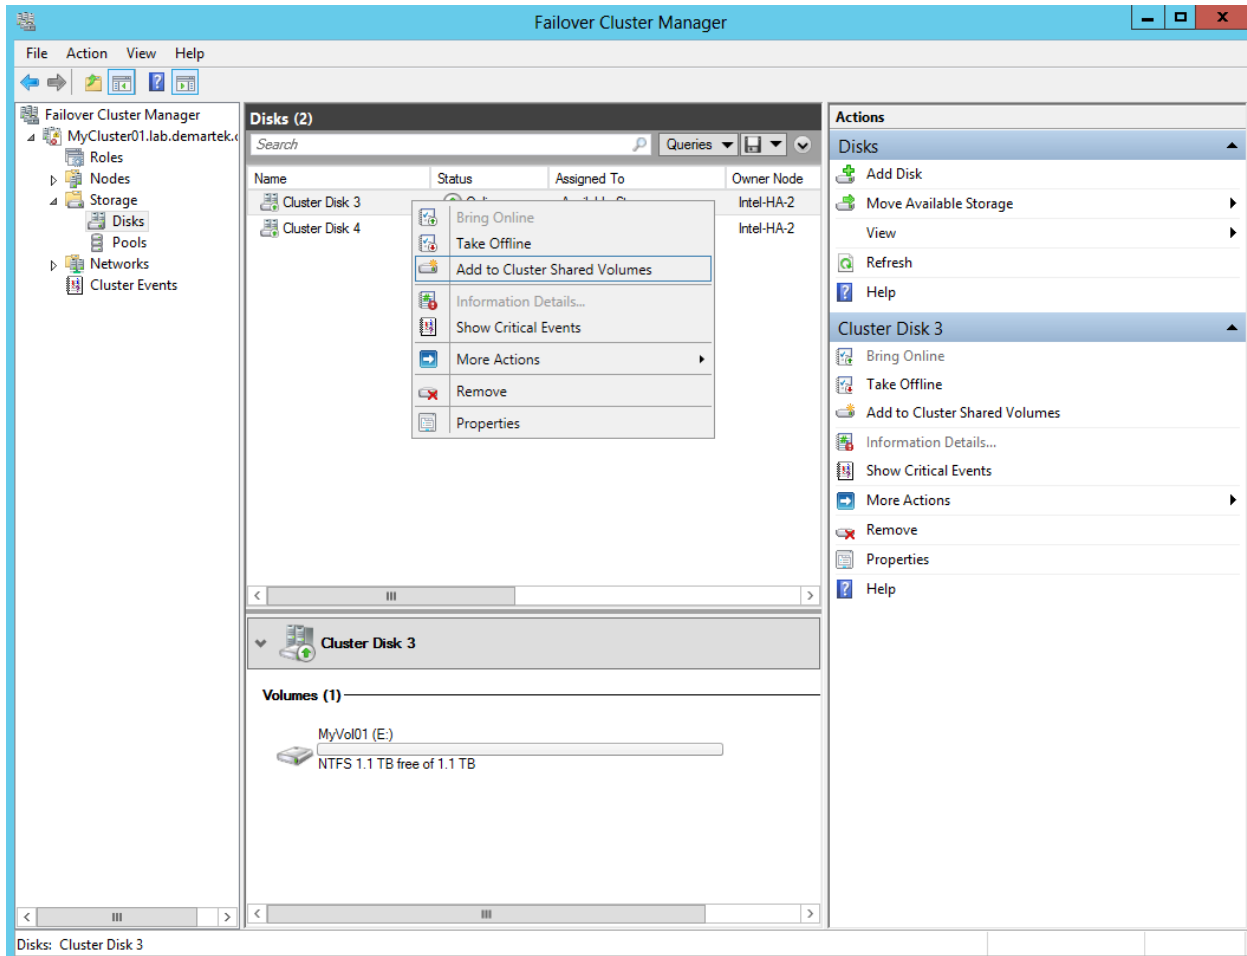 Failover Cluster Manager
File Action View Help
Failover Cluster Manager
MyCluster01.lab.demartek.
Roles
Nodes
Storage
Disks
Pools
Networks
Cluster Events
Disks (2)
Search
Queries
Name Status Assigned To Owner Node
Cluster Disk 3 Intel-HA-2
Cluster Disk 4 Intel-HA-2
Bring Online
Take Offline
Add to Cluster Shared Volumes
Information Details...
Show Critical Events
More Actions
Remove
Properties
Cluster Disk 3
Volumes (1)
MyVol01 (E:)
NTFS 1.1 TB free of 1.1 TB
Actions
Disks
Add Disk
Move Available Storage
View
Refresh
Help
Cluster Disk 3
Bring Online
Take Offline
Add to Cluster Shared Volumes
Information Details...
Show Critical Events
More Actions
Remove
Properties
Help
Disks: Cluster Disk 3